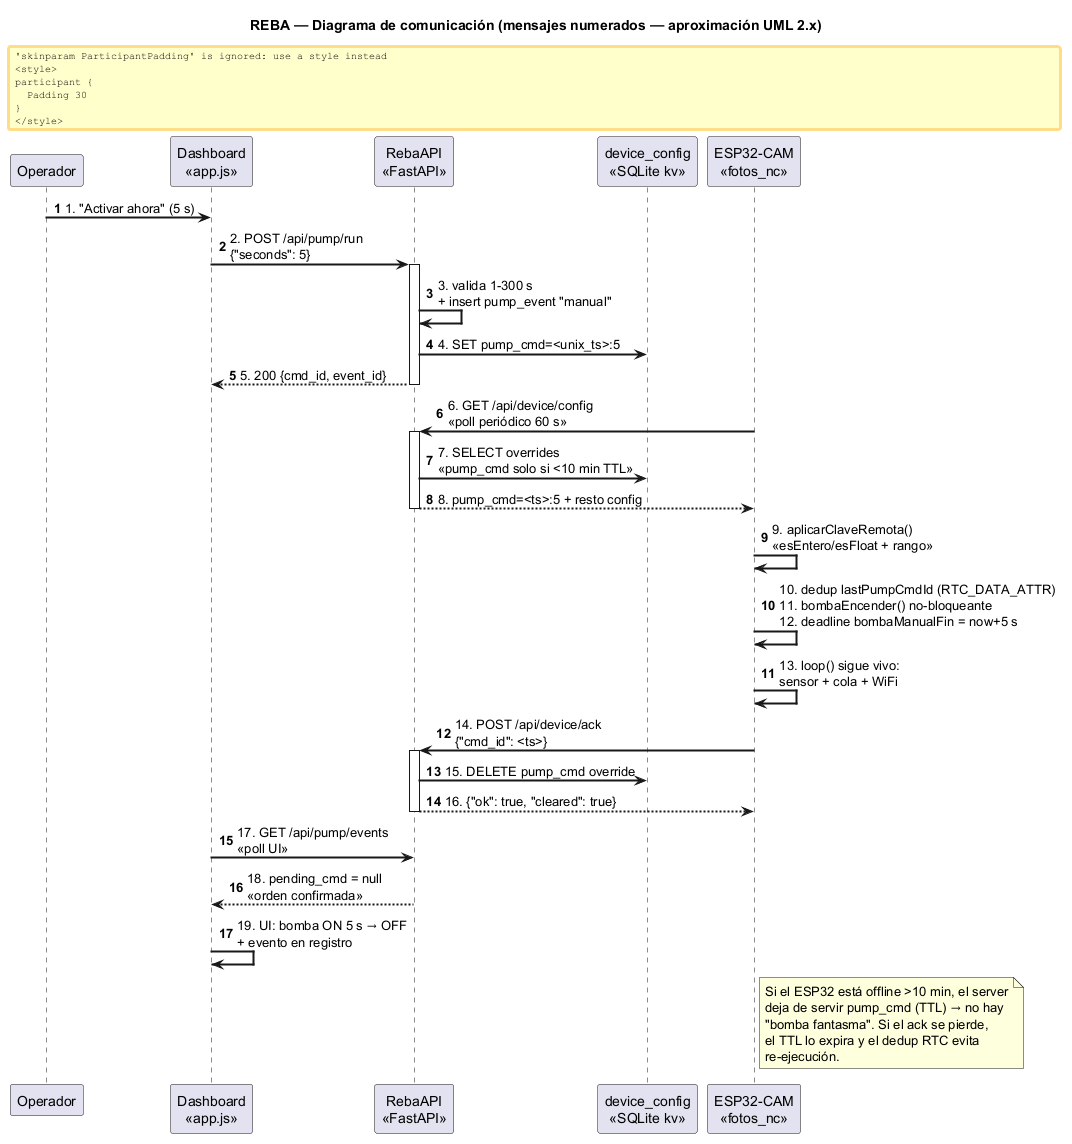 REBA — Diagrama de comunicación (mensajes numerados — aproximación UML 2.x)
'skinparam ParticipantPadding' is ignored: use a style instead
<style>
participant {
  Padding 30
}
</style>
Operador
Dashboard
«app.js»
RebaAPI
«FastAPI»
device_config
«SQLite kv»
ESP32-CAM
«fotos_nc»
1 1. "Activar ahora" (5 s)
2 2. POST /api/pump/run
{"seconds": 5}
3 3. valida 1-300 s
+ insert pump_event "manual"
4 4. SET pump_cmd=<unix_ts>:5
5 5. 200 {cmd_id, event_id}
6 6. GET /api/device/config
«poll periódico 60 s»
7 7. SELECT overrides
«pump_cmd solo si <10 min TTL»
8 8. pump_cmd=<ts>:5 + resto config
9 9. aplicarClaveRemota()
«esEntero/esFloat + rango»
10. dedup lastPumpCmdId (RTC_DATA_ATTR)
10 11. bombaEncender() no-bloqueante
12. deadline bombaManualFin = now+5 s
11 13. loop() sigue vivo:
sensor + cola + WiFi
12 14. POST /api/device/ack
{"cmd_id": <ts>}
13 15. DELETE pump_cmd override
14 16. {"ok": true, "cleared": true}
15 17. GET /api/pump/events
«poll UI»
16 18. pending_cmd = null
«orden confirmada»
17 19. UI: bomba ON 5 s → OFF
+ evento en registro
Si el ESP32 está offline >10 min, el server
deja de servir pump_cmd (TTL) → no hay
"bomba fantasma". Si el ack se pierde,
el TTL lo expira y el dedup RTC evita
re-ejecución.
Operador
Dashboard
«app.js»
RebaAPI
«FastAPI»
device_config
«SQLite kv»
ESP32-CAM
«fotos_nc»